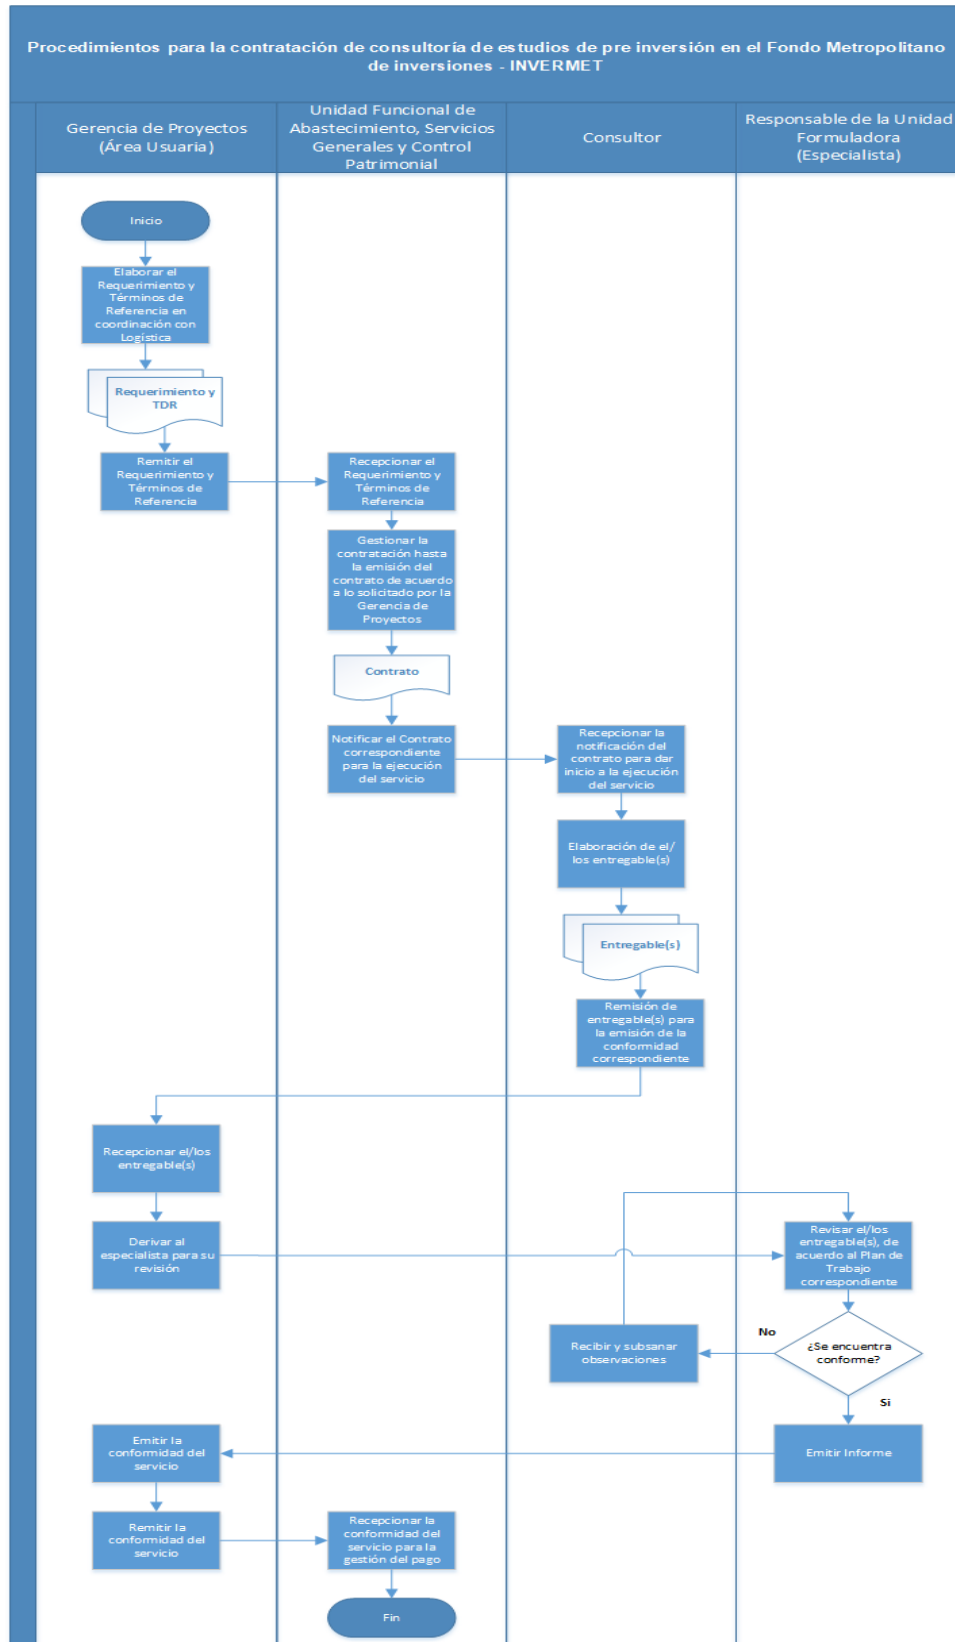 Procedimientos para la contratación de consultoría de estudios de pre inversión en el Fondo Metropolitano
de inversiones - INVERMET
Gerencia de Proyectos
(Área Usuaria)
Unidad Funcional de
Abastecimiento, Servicios
Generales y Control
Patrimonial
Consultor
Responsable de la Unidad
Formuladora
(Especialista)
Inicio
Elaborar el
Requerimiento y
Términos de
Referencia en
coordinación con
Logística
Requerimiento y
TDR
Remitir el
Requerimiento y
Términos de
Referencia
Recepcionar el
Requerimiento y
Términos de
Referencia
Gestionar la
contratación hasta
la emisión del
contrato de acuerdo
a lo solicitado por la
Gerencia de
Proyectos
Contrato
Notificar el Contrato
correspondiente
para la ejecución
del servicio
Recepcionar la
notificación del
contrato para dar
inicio a la ejecución
del servicio
Elaboración de el/
los entregable(s)
Entregable(s)
Remisión de
entregable(s) para
la emisión de la
conformidad
correspondiente
Recepcionar el/los
entregable(s)
Derivar al
especialista para su
revisión
Revisar el/los
entregable(s), de
acuerdo al Plan de
Trabajo
correspondiente
¿Se encuentra
conforme?
No
Recibir y subsanar
observaciones
Si
Emitir Informe
Emitir la
conformidad del
servicio
Remitir la
conformidad del
servicio
Recepcionar la
conformidad del
servicio para la
gestión del pago
Fin